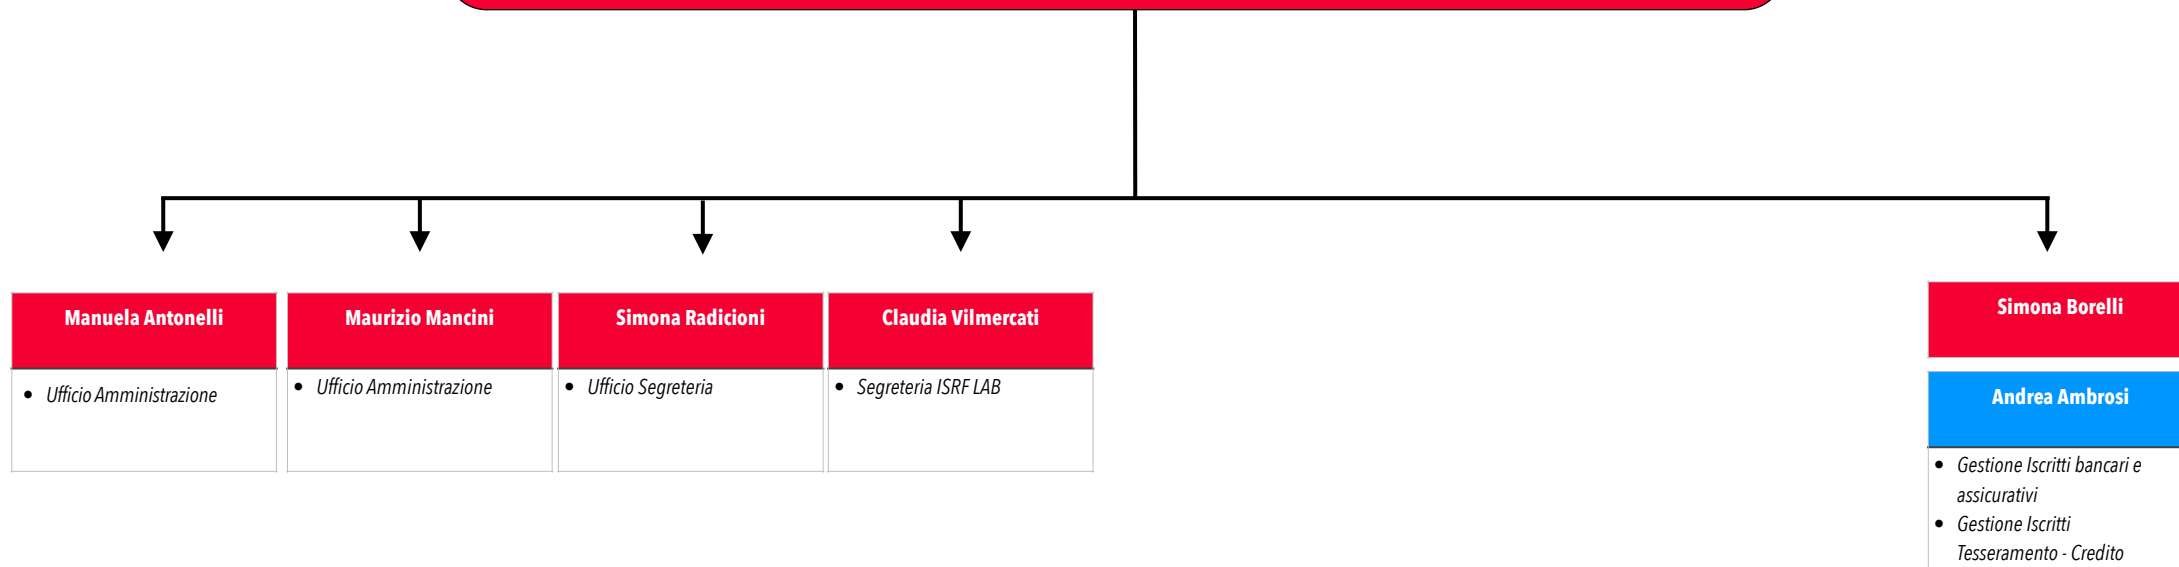 Manuela Antonelli
• Ufficio Amministrazione
Maurizio Mancini
• Ufficio Amministrazione
Simona Radicioni
• Ufficio Segreteria
Claudia Vilmercati
• Segreteria ISRF LAB
Simona Borelli
Andrea Ambrosi
• Gestione Iscritti bancari e
assicurativi
• Gestione Iscritti
Tesseramento - Credito